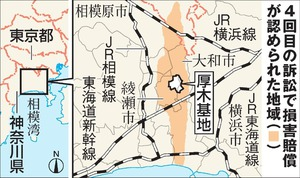 4回目の訴訟で損害賠償
が認められた地域(■)
東京都
相模湾
神奈川県
N
相模原市
JR横浜線
大和市
JR相模線
綾瀬市
厚木基地
東海道新幹線
横浜市
JR東海道線